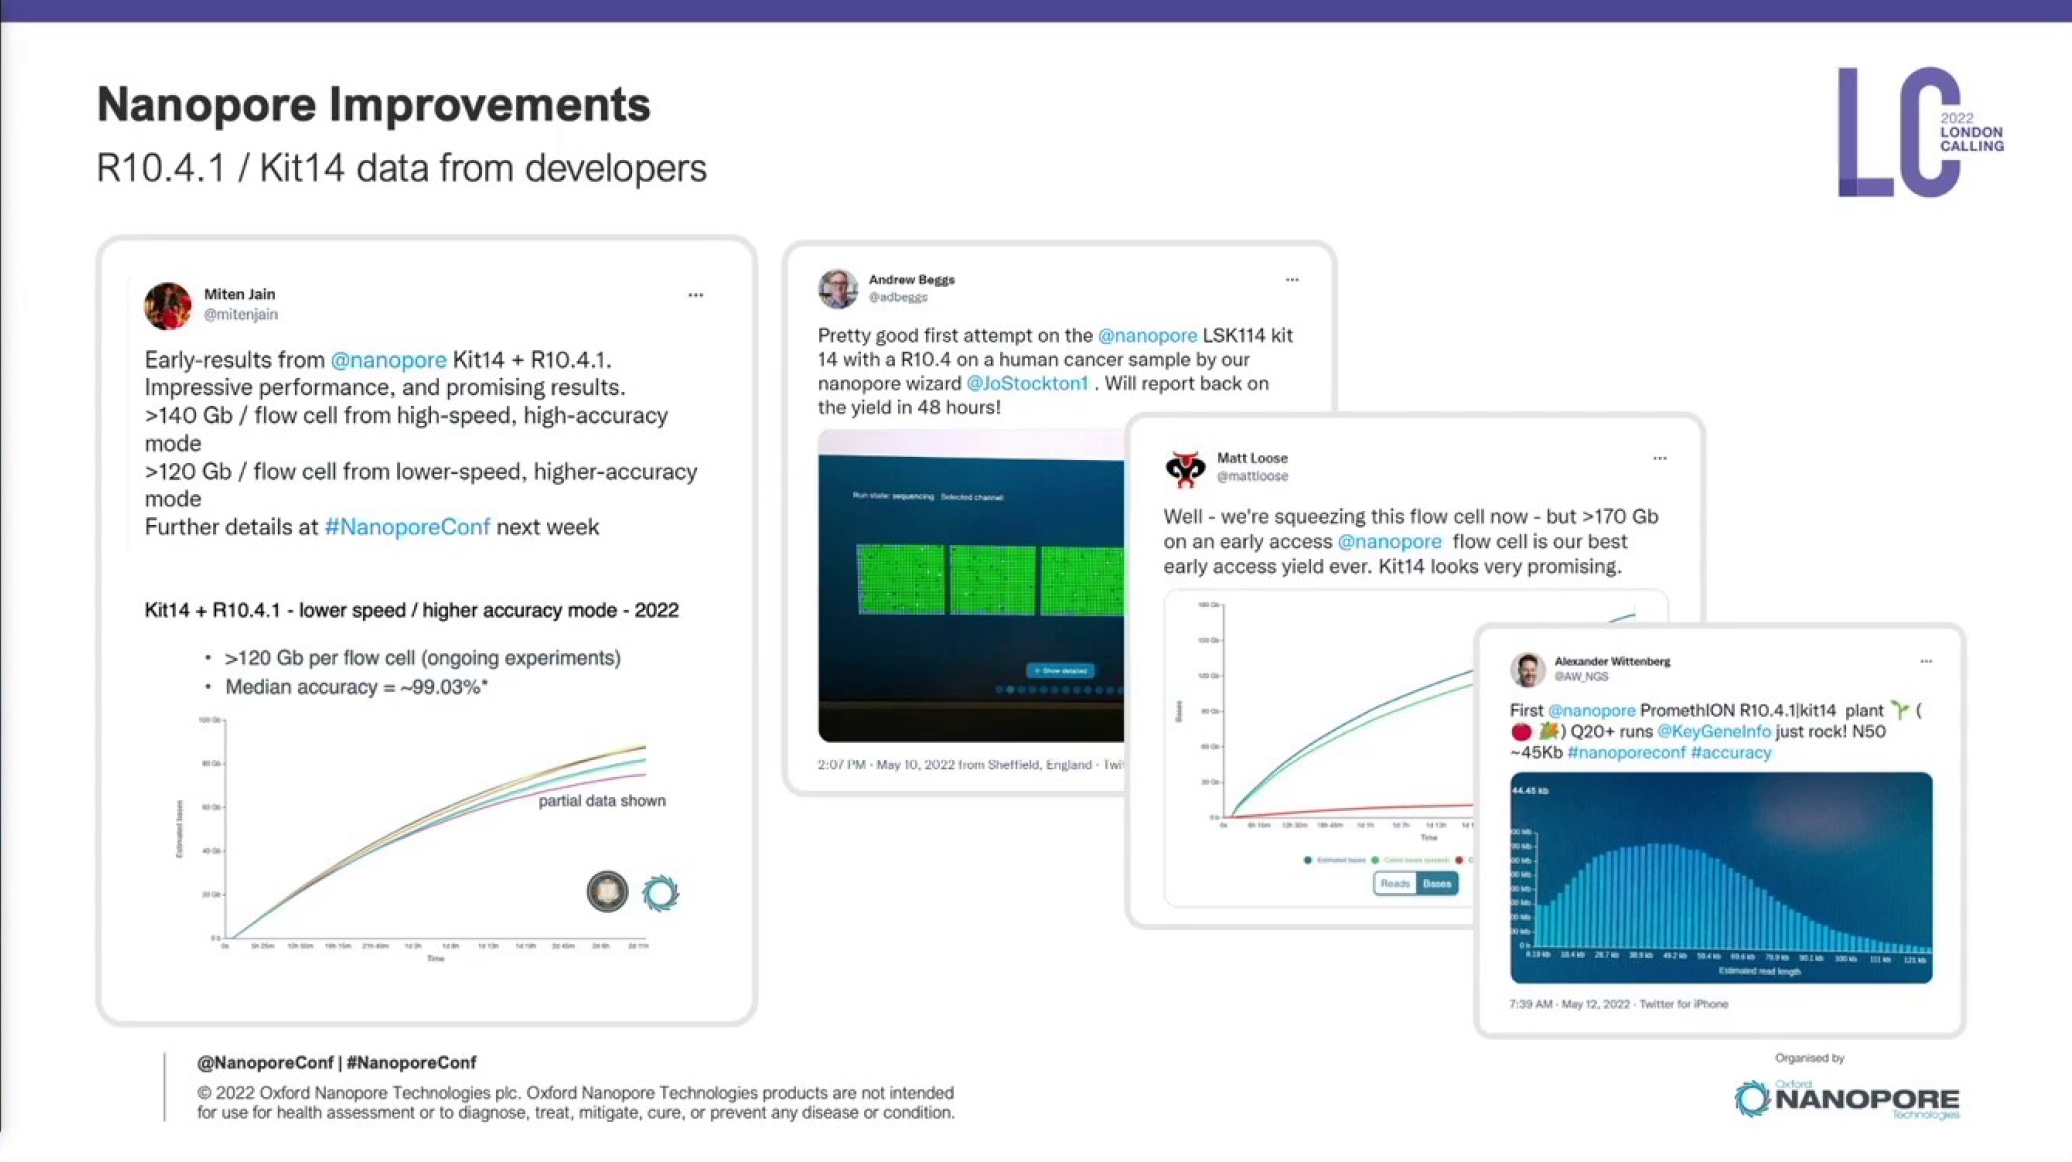 Nanopore Improvements
R10.4.1 / Kit14 data from developers
2022
LONDON
CALLING
Miten Jain
@mitenjain
Early-results from @nanopore Kit14 + R10.4.1.
Impressive performance, and promising results.
>140 Gb / flow cell from high-speed, high-accuracy
mode
>120 Gb / flow cell from lower-speed, higher-accuracy
mode
Further details at #NanoporeConf next week
Kit14 + R10.4.1 - lower speed / higher accuracy mode - 2022
• >120 Gb per flow cell (ongoing experiments)
• Median accuracy = ~99.03%*
100 Gb
80 Gb
60 Gb
40 Gb
20 Gb
0 b
Estimated bases
partial data shown
Time
Andrew Beggs
@adbeggs
Pretty good first attempt on the @nanopore LSK114 kit
14 with a R10.4 on a human cancer sample by our
nanopore wizard @JoStockton1 . Will report back on
the yield in 48 hours!
Run state: sequencing Selected channel:
+ Show detailed
2:07 PM · May 10, 2022 from Sheffield, England · Twi
Matt Loose
@mattloose
Well - we're squeezing this flow cell now - but >170 Gb
on an early access @nanopore flow cell is our best
early access yield ever. Kit14 looks very promising.
Bases
Time
Estimated bases
Reads Bases
Alexander Wittenberg
@AW_NGS
First @nanopore PromethION R10.4.1|kit14 plant 🌱 (
🍅 🌽) Q20+ runs @KeyGeneInfo just rock! N50
~45Kb #nanoporeconf #accuracy
44.45 kb
Estimated read length
7:39 AM · May 12, 2022 · Twitter for iPhone
@NanoporeConf | #NanoporeConf
© 2022 Oxford Nanopore Technologies plc. Oxford Nanopore Technologies products are not intended
for use for health assessment or to diagnose, treat, mitigate, cure, or prevent any disease or condition.
Organised by
Oxford
NANOPORE
Technologies